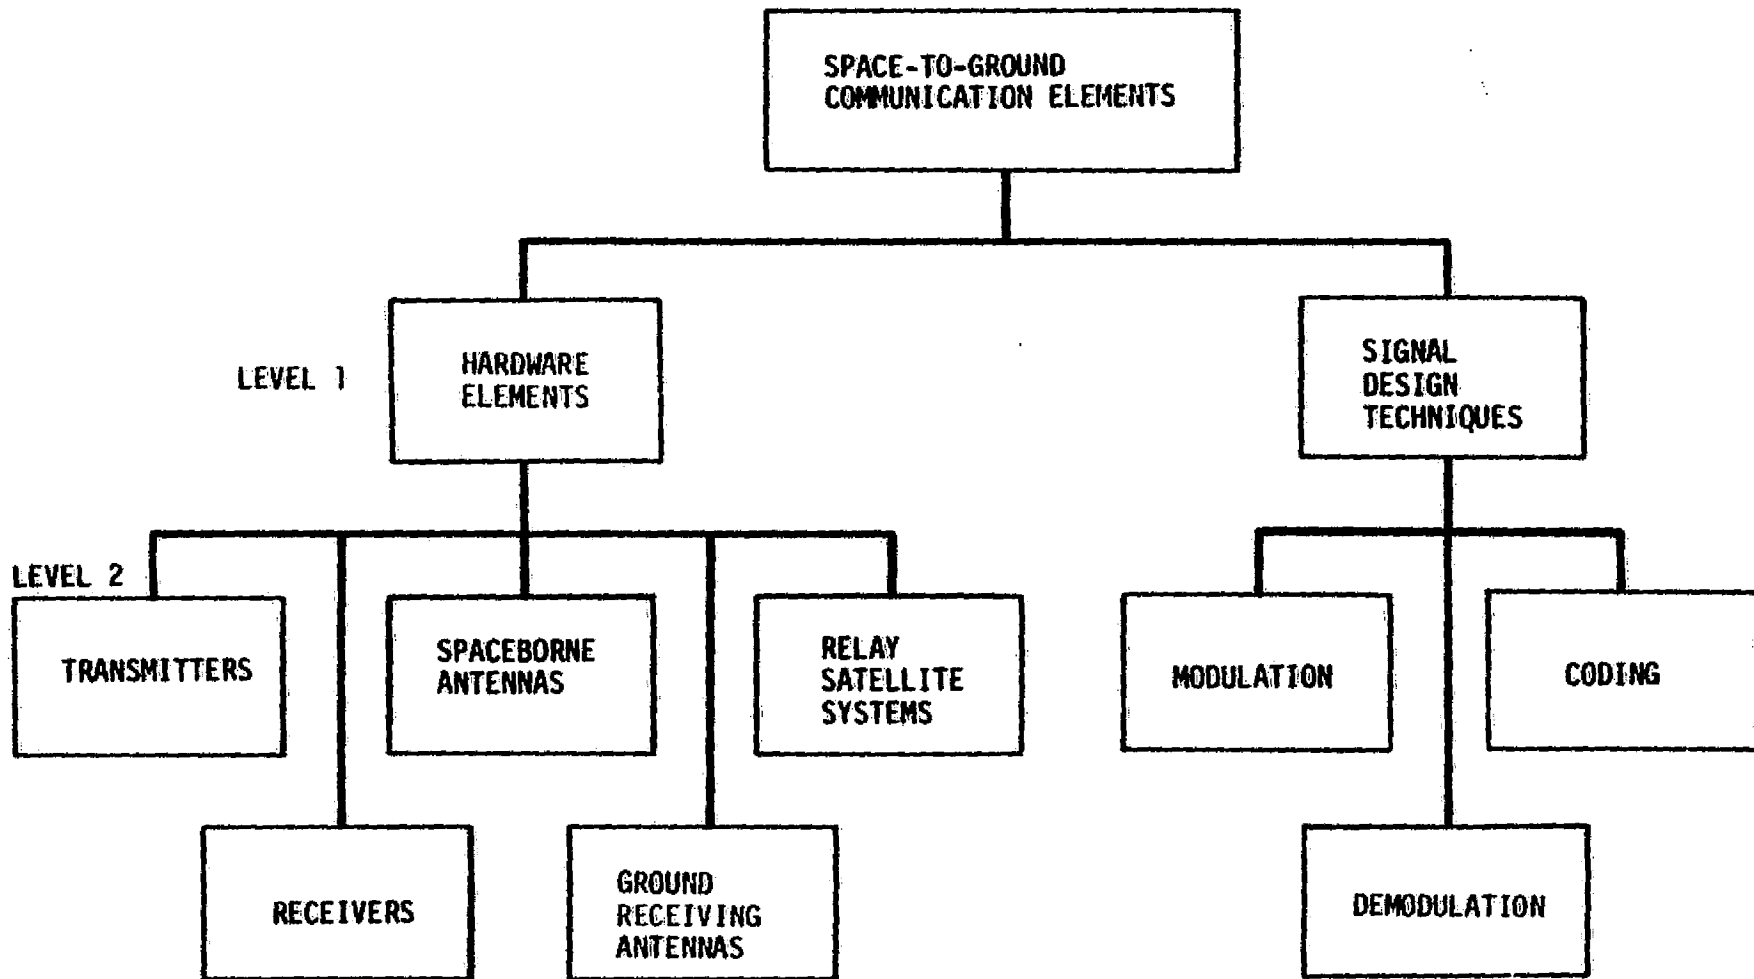 SPACE-TO-GROUND
COMMUNICATION ELEMENTS
LEVEL 1
HARDWARE
ELEMENTS
SIGNAL
DESIGN
TECHNIQUES
LEVEL 2
TRANSMITTERS
SPACEBORNE
ANTENNAS
RELAY
SATELLITE
SYSTEMS
MODULATION
CODING
RECEIVERS
GROUND
RECEIVING
ANTENNAS
DEMODULATION